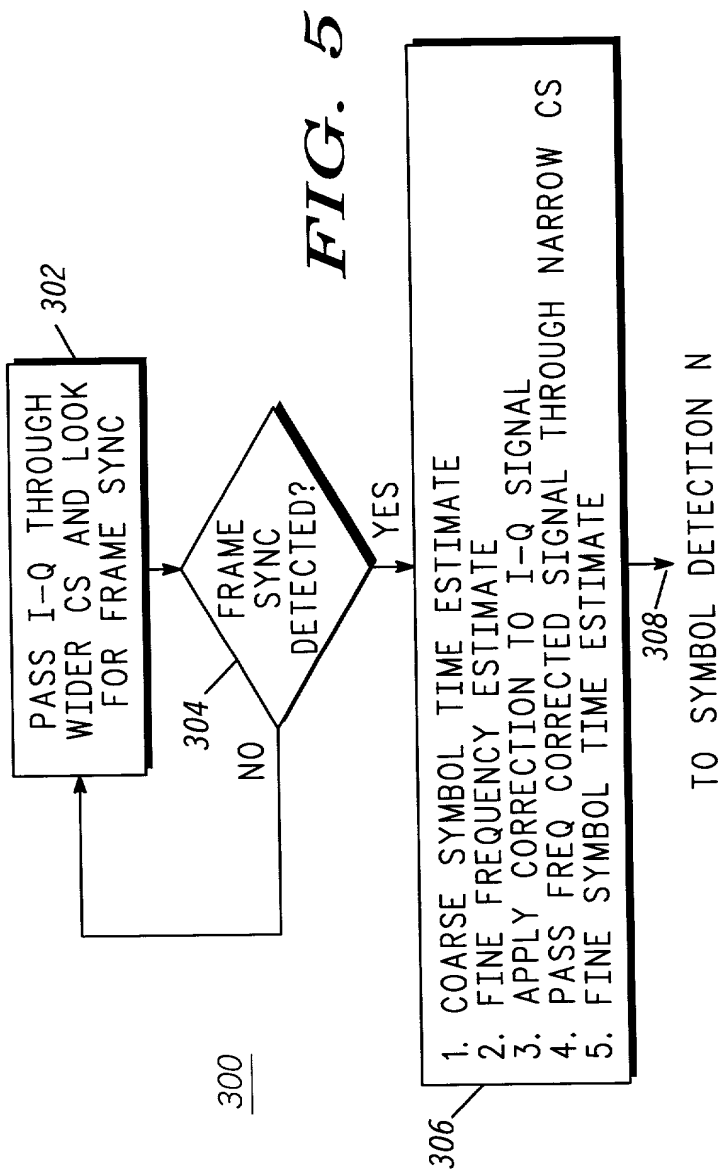 300
302
PASS I-Q THROUGH
WIDER CS AND LOOK
FOR FRAME SYNC
304
FRAME
SYNC
DETECTED?
NO
YES
306
1. COARSE SYMBOL TIME ESTIMATE
2. FINE FREQUENCY ESTIMATE
3. APPLY CORRECTION TO I-Q SIGNAL
4. PASS FREQ CORRECTED SIGNAL THROUGH NARROW CS
5. FINE SYMBOL TIME ESTIMATE
308
TO SYMBOL DETECTION N
FIG. 5